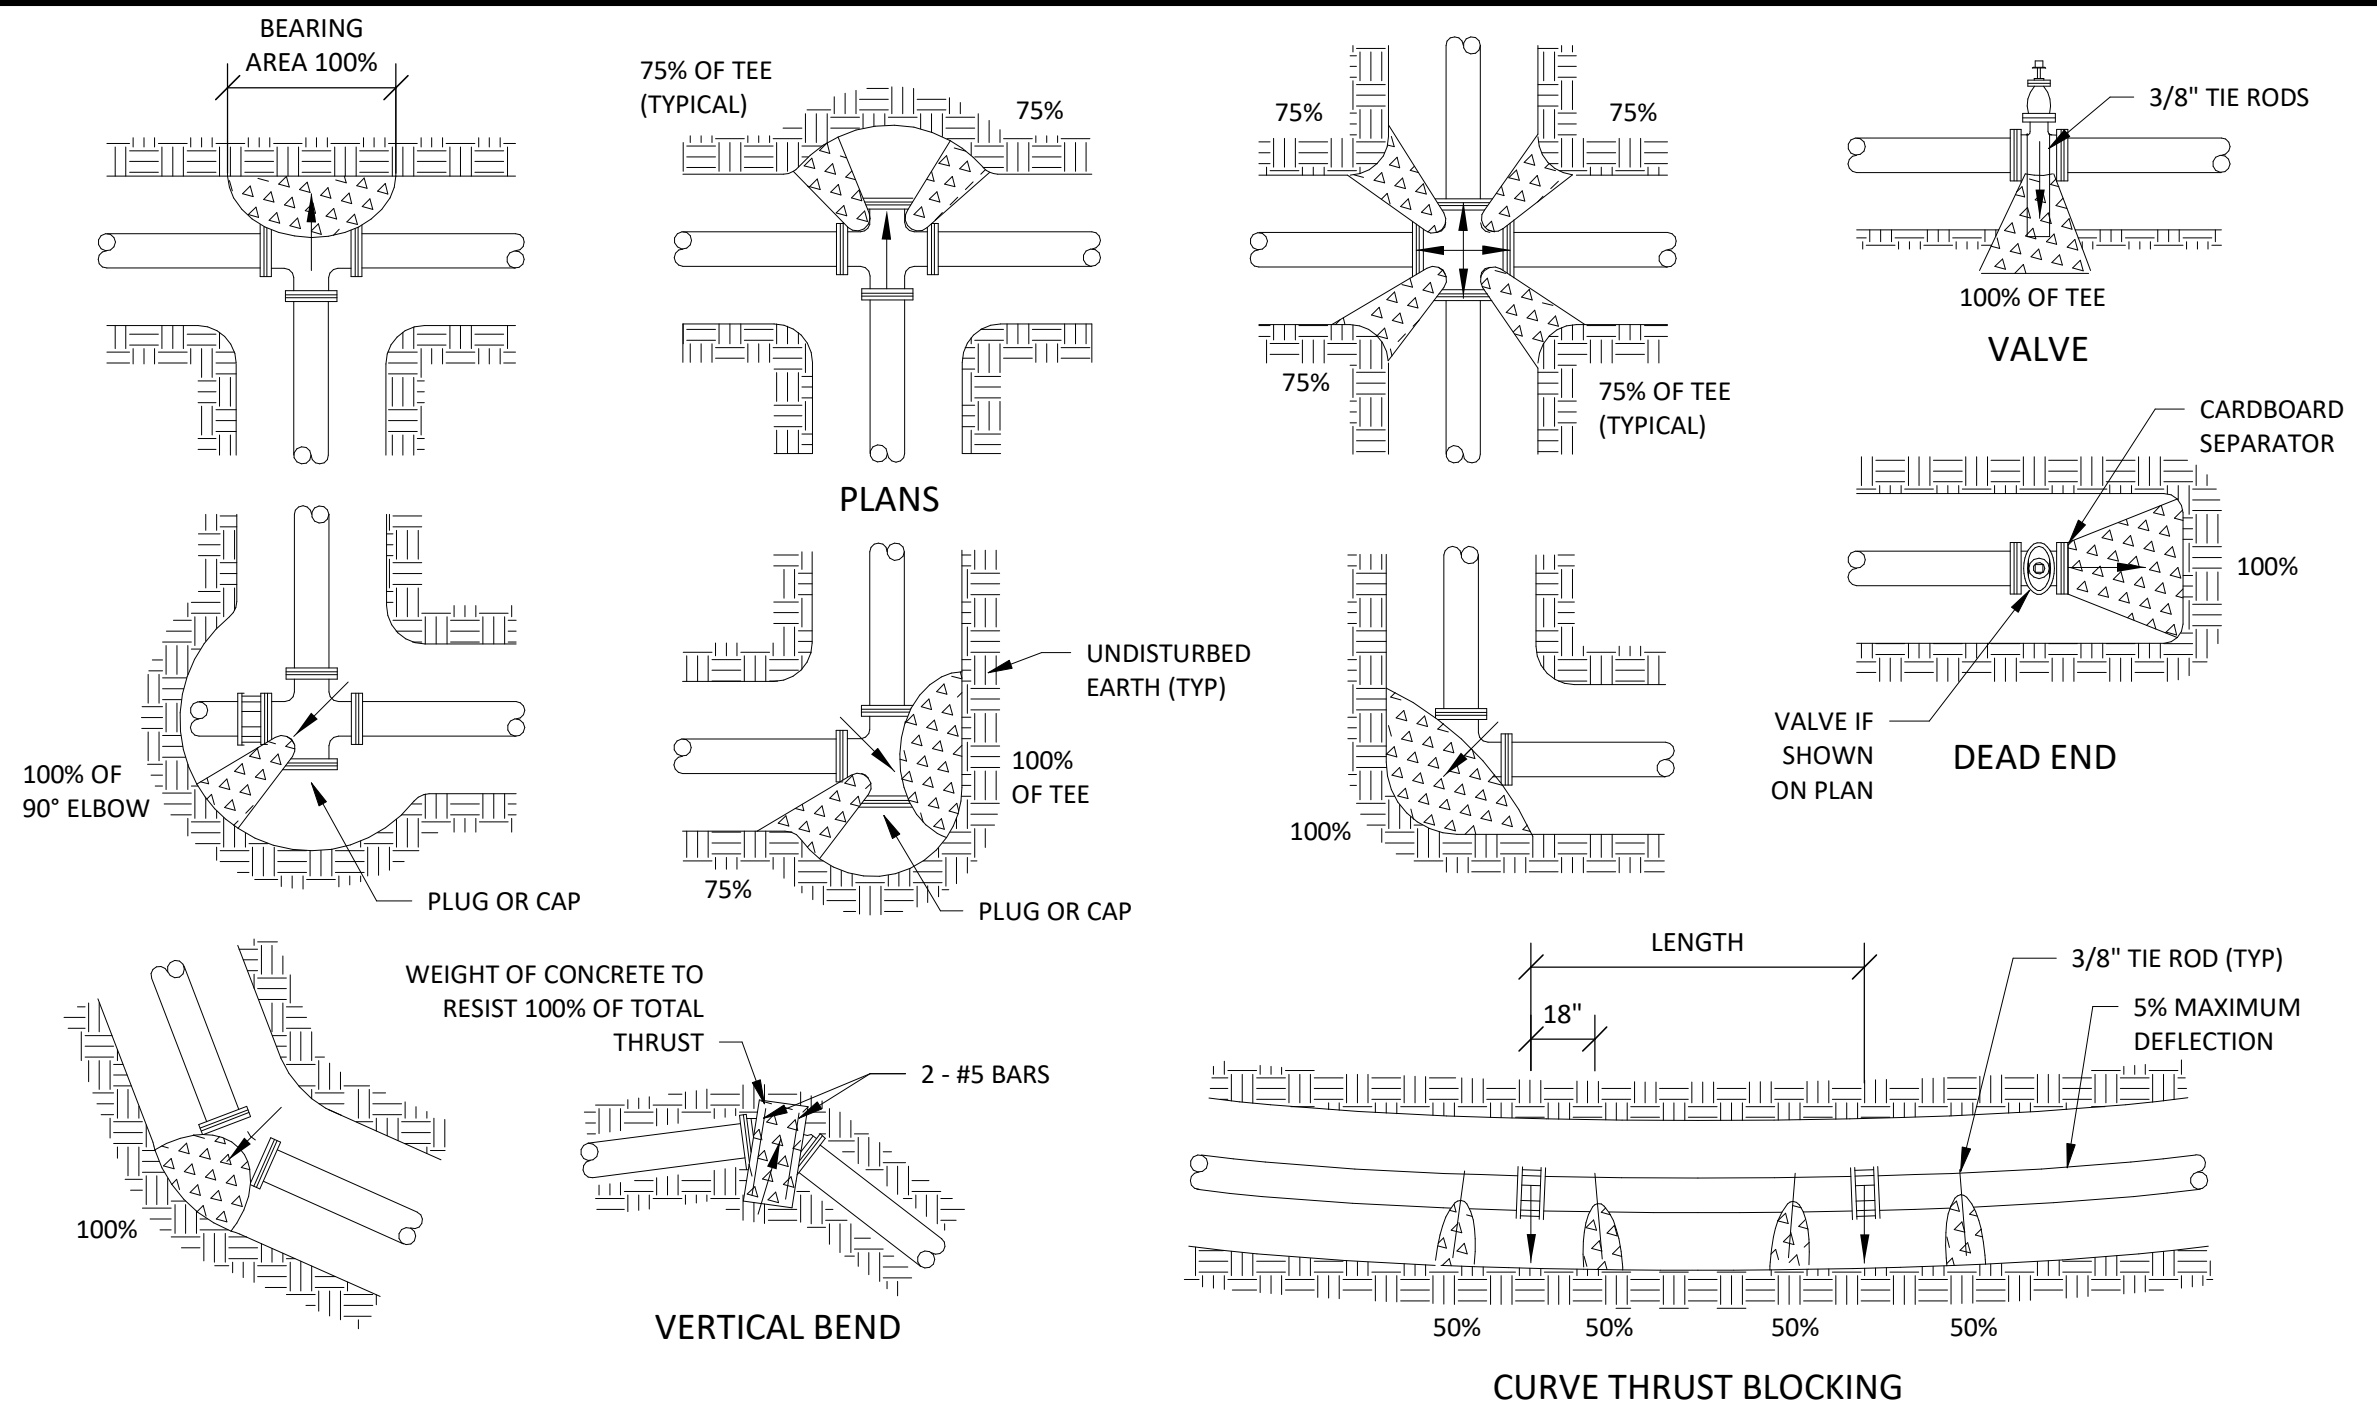 BEARING
AREA 100%
75% OF TEE
(TYPICAL)
75%
75%
75%
75%
75% OF TEE
(TYPICAL)
3/8" TIE RODS
100% OF TEE
VALVE
PLANS
CARDBOARD
SEPARATOR
100%
VALVE IF
SHOWN
ON PLAN
DEAD END
100% OF
90° ELBOW
PLUG OR CAP
UNDISTURBED
EARTH (TYP)
100%
OF TEE
75%
PLUG OR CAP
100%
100%
WEIGHT OF CONCRETE TO
RESIST 100% OF TOTAL
THRUST
2 - #5 BARS
VERTICAL BEND
LENGTH
18"
3/8" TIE ROD (TYP)
5% MAXIMUM
DEFLECTION
50%
50%
50%
50%
CURVE THRUST BLOCKING